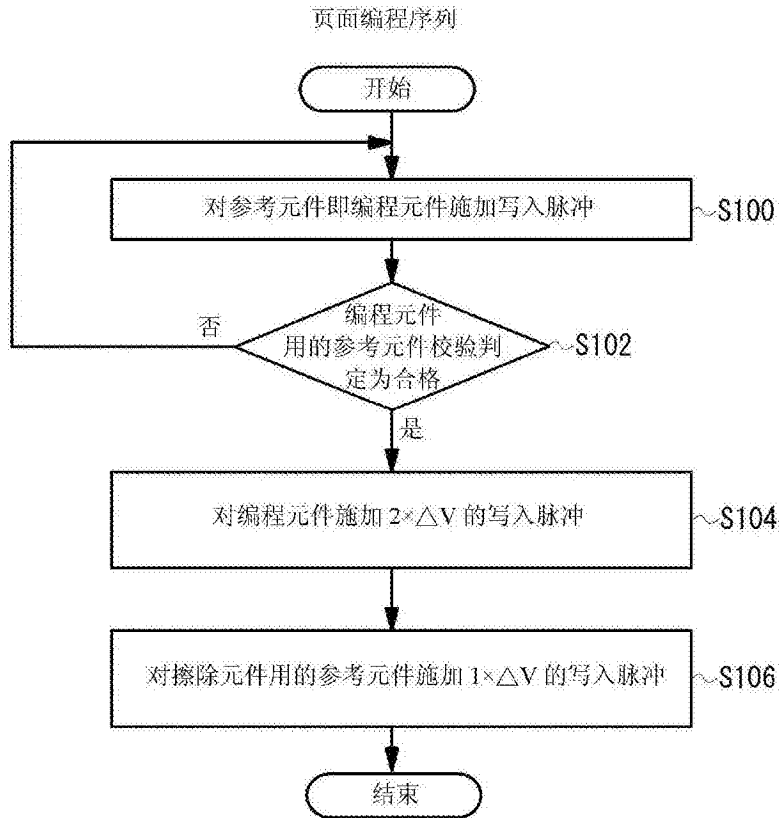 页面编程序列
开始
对参考元件即编程元件施加写入脉冲
S100
编程元件
用的参考元件校验判
定为合格
S102
否
是
对编程元件施加 2×△V 的写入脉冲
S104
对擦除元件用的参考元件施加 1×△V 的写入脉冲
S106
结束